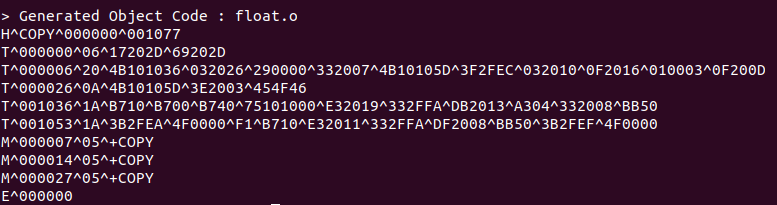 > Generated Object Code : float.o
H^COPY^000000^001077
T^000000^06^17202D^69202D
T^000006^20^4B101036^032026^290000^332007^4B10105D^3F2FEC^032010^0F2016^010003^0F200D
T^000026^0A^4B10105D^3E2003^454F46
T^001036^1A^B710^B700^B740^75101000^E32019^332FFA^DB2013^A304^332008^BB50
T^001053^1A^3B2FEA^4F0000^F1^B710^E32011^332FFA^DF2008^BB50^3B2FEF^4F0000
M^000007^05^+COPY
M^000014^05^+COPY
M^000027^05^+COPY
E^000000